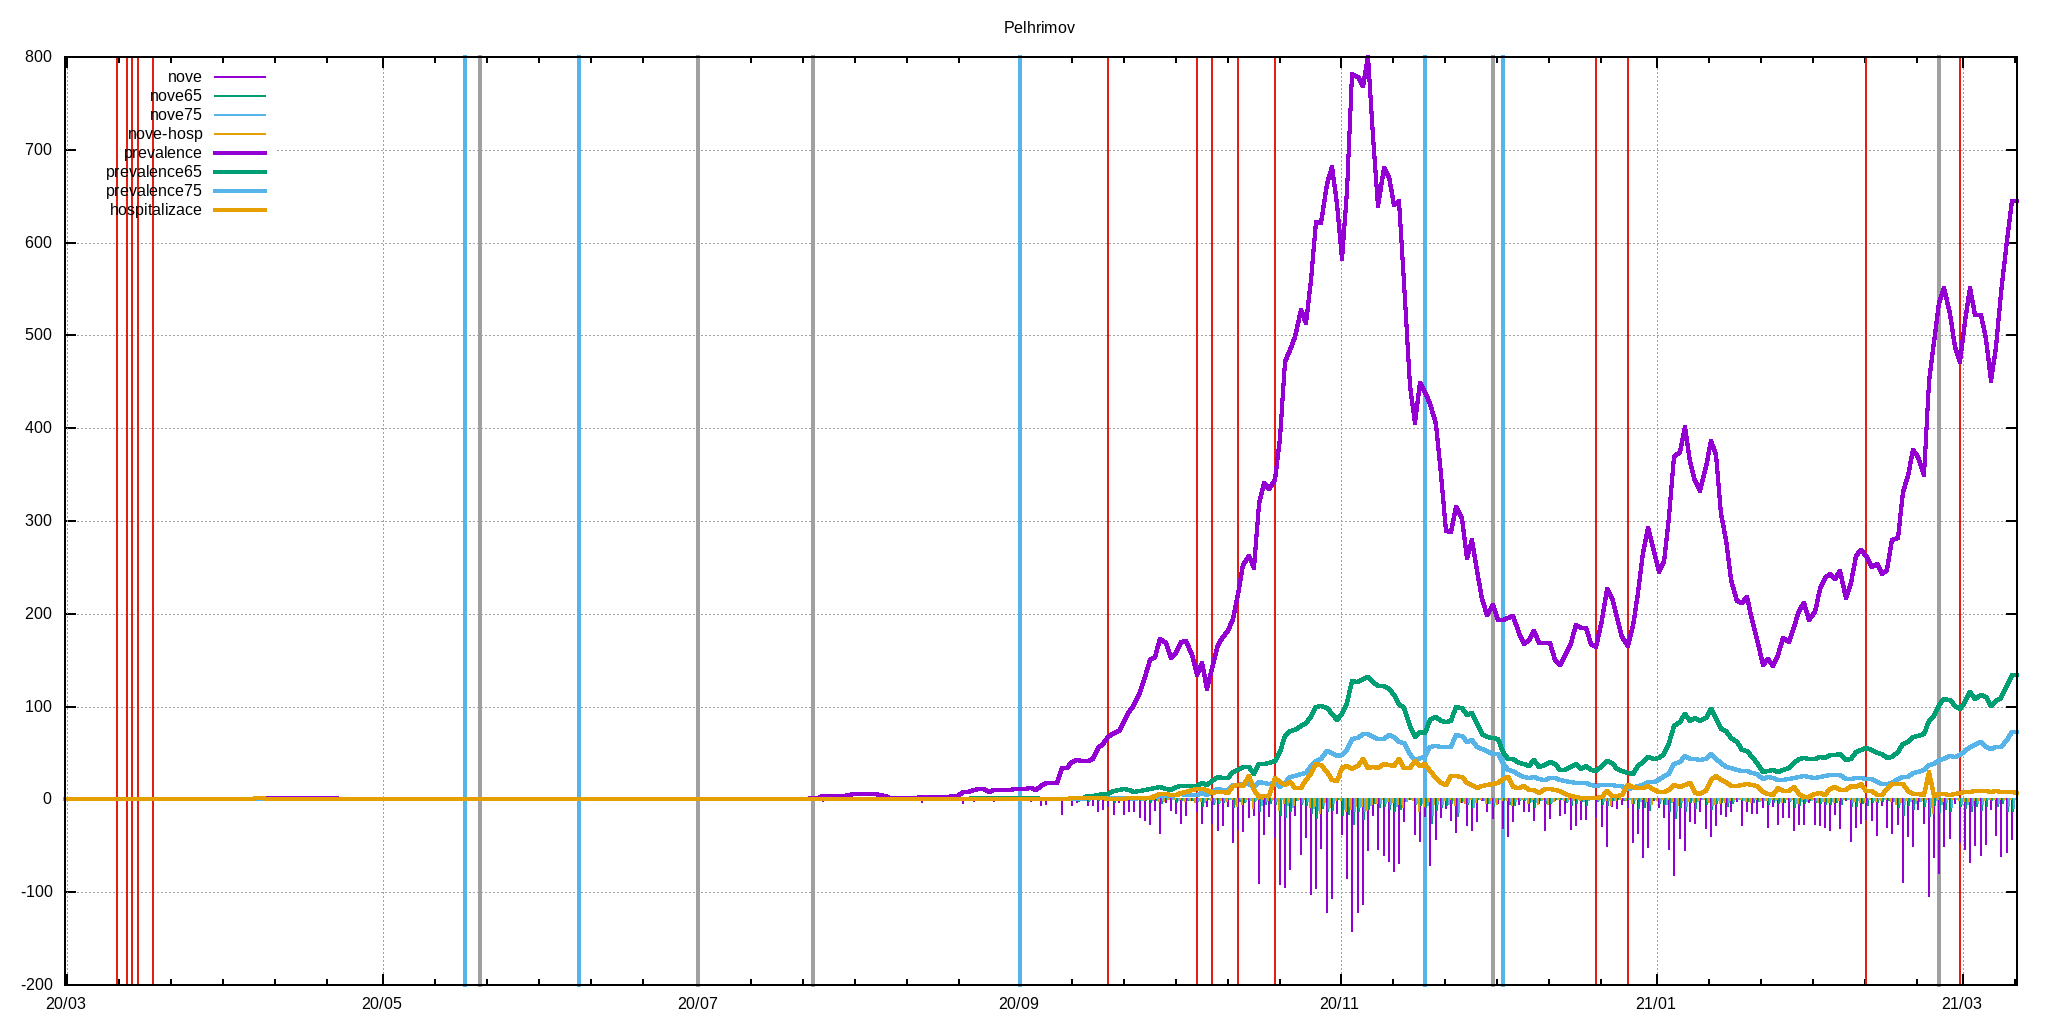 Pelhrimov
800
700
600
500
400
300
200
100
0
-100
-200
nove
nove65
nove75
nove-hosp
prevalence
prevalence65
prevalence75
hospitalizace
20/03 20/05 20/07 20/09 20/11 21/01 21/03